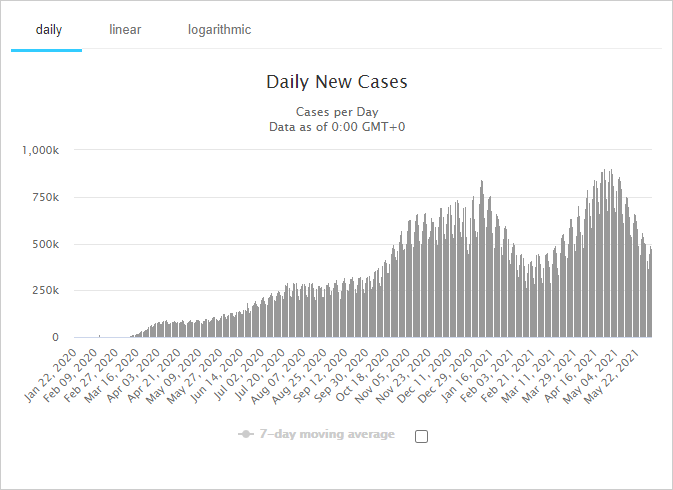 daily linear logarithmic
Daily New Cases
Cases per Day
Data as of 0:00 GMT+0
1,000k
750k
500k
250k
0
Jan 22, 2020
Feb 09, 2020
Feb 27, 2020
Mar 16, 2020
Apr 03, 2020
Apr 21, 2020
May 09, 2020
May 27, 2020
Jun 14, 2020
Jul 02, 2020
Jul 20, 2020
Aug 07, 2020
Aug 25, 2020
Sep 12, 2020
Sep 30, 2020
Oct 18, 2020
Nov 05, 2020
Nov 23, 2020
Dec 11, 2020
Dec 29, 2020
Jan 16, 2021
Feb 03, 2021
Feb 21, 2021
Mar 11, 2021
Mar 29, 2021
Apr 16, 2021
May 04, 2021
May 22, 2021
7-day moving average